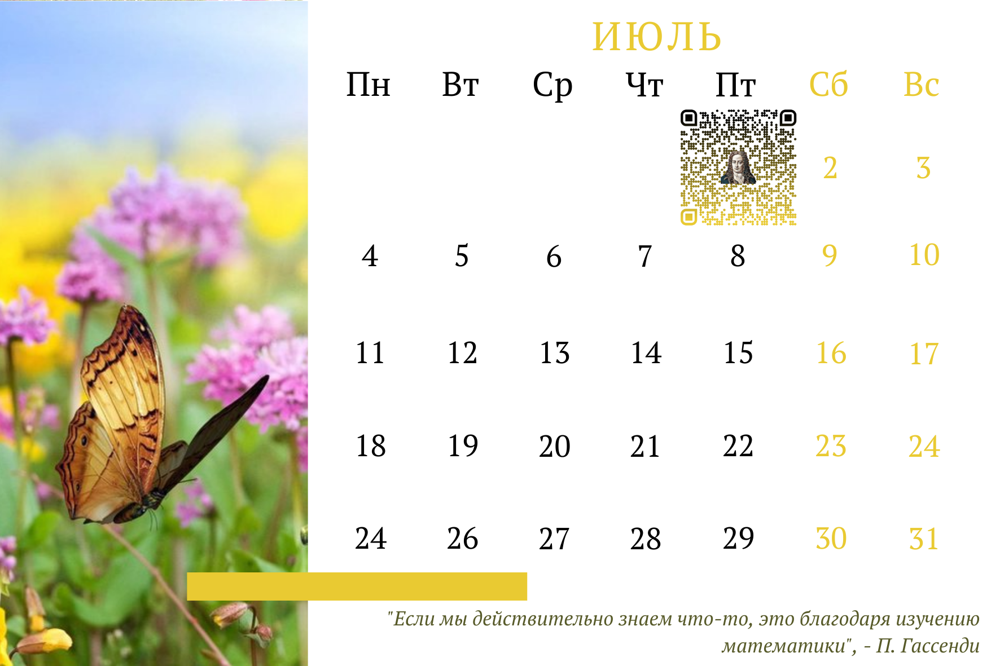 ИЮЛЬ
Пн Вт Ср Чт Пт Сб Вс
2 3
4 5 6 7 8 9 10
11 12 13 14 15 16 17
18 19 20 21 22 23 24
24 26 27 28 29 30 31
"Если мы действительно знаем что-то, это благодаря изучению
математики", - П. Гассенди